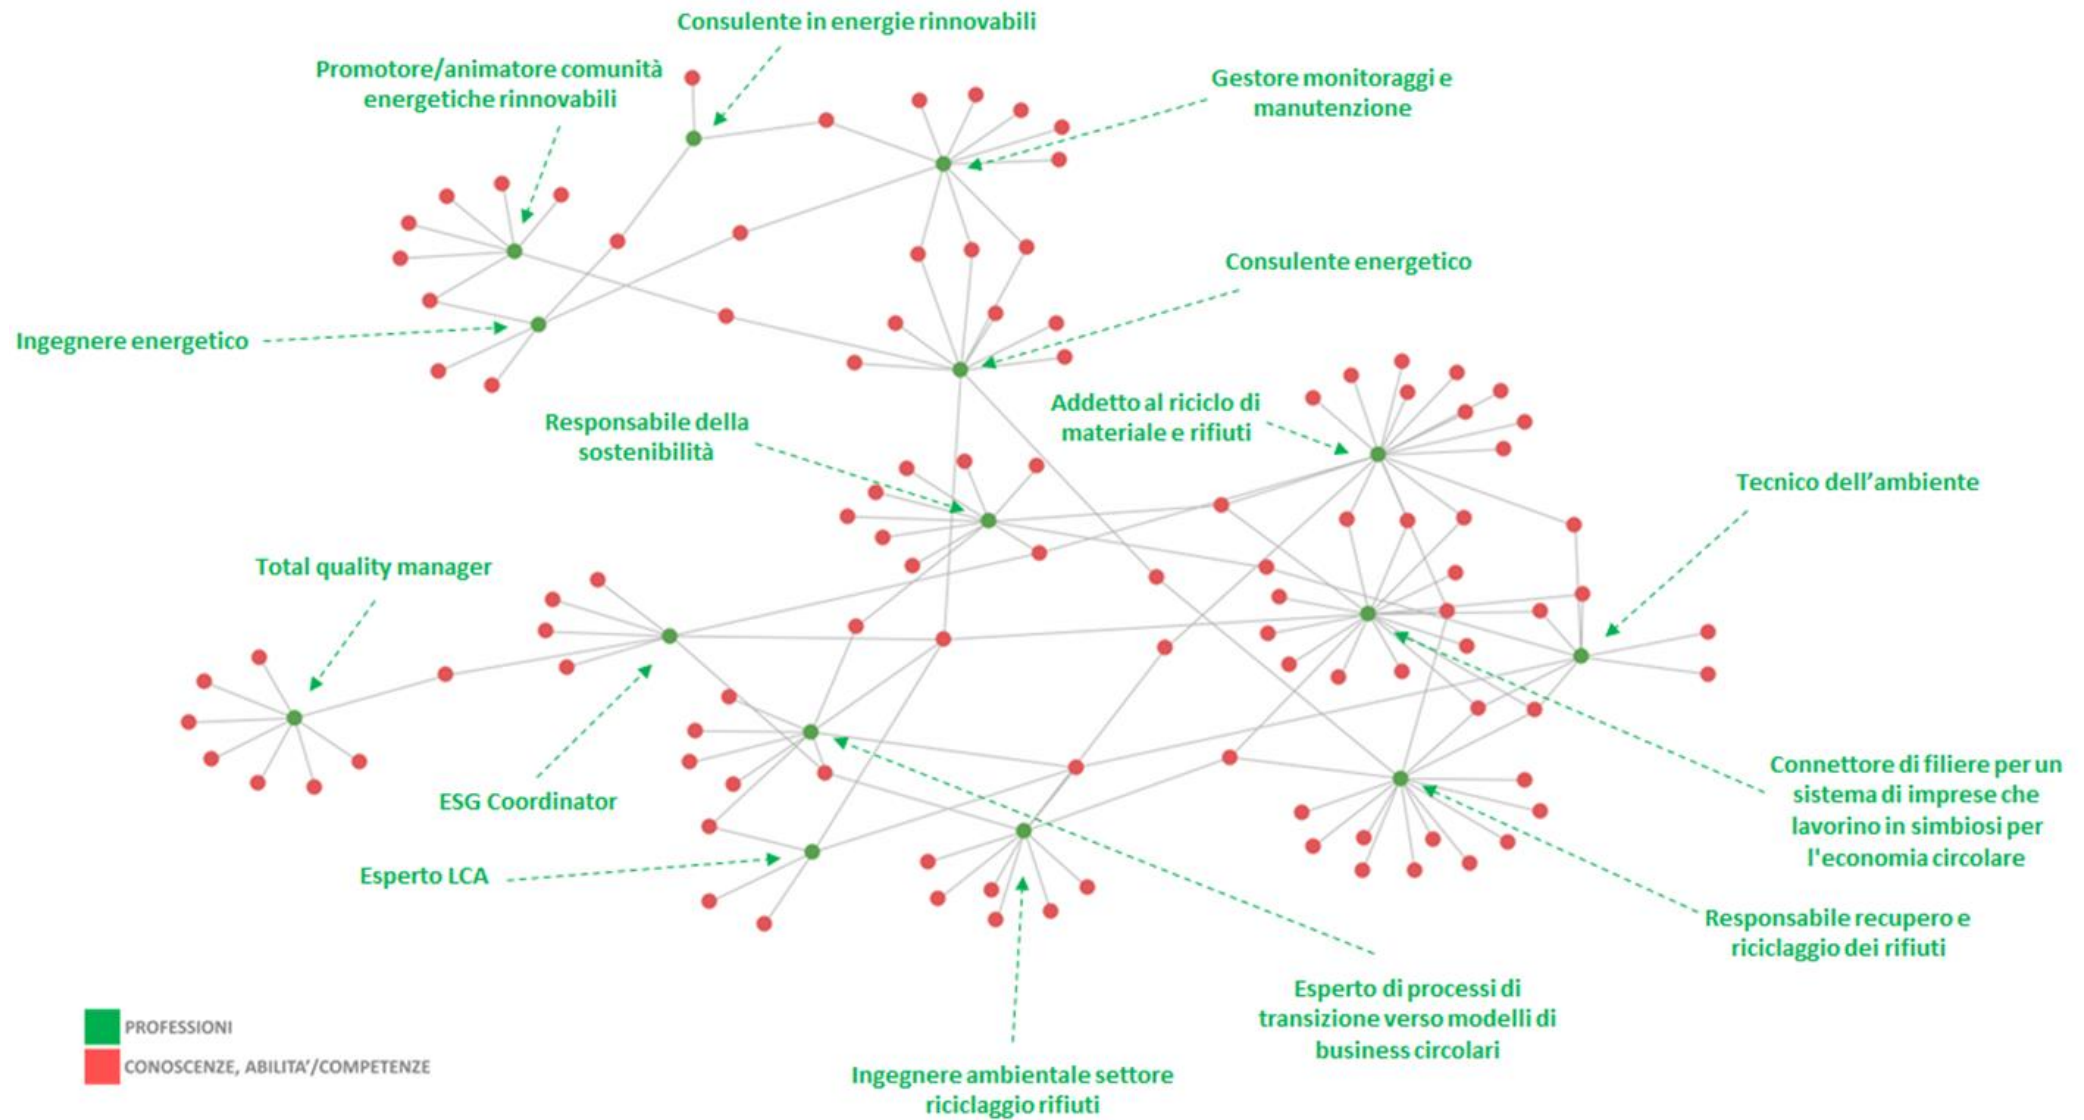 Consulente in energie rinnovabili
Promotore/animatore comunità
energetiche rinnovabili
Gestore monitoraggi e
manutenzione
Consulente energetico
Ingegnere energetico
Addetto al riciclo di
materiale e rifiuti
Responsabile della
sostenibilità
Tecnico dell’ambiente
Total quality manager
ESG Coordinator
Connettore di filiere per un
sistema di imprese che
lavorino in simbiosi per
l'economia circolare
Esperto LCA
Responsabile recupero e
riciclaggio dei rifiuti
Esperto di processi di
transizione verso modelli di
business circolari
Ingegnere ambientale settore
riciclaggio rifiuti
PROFESSIONI
CONOSCENZE, ABILITA’/COMPETENZE